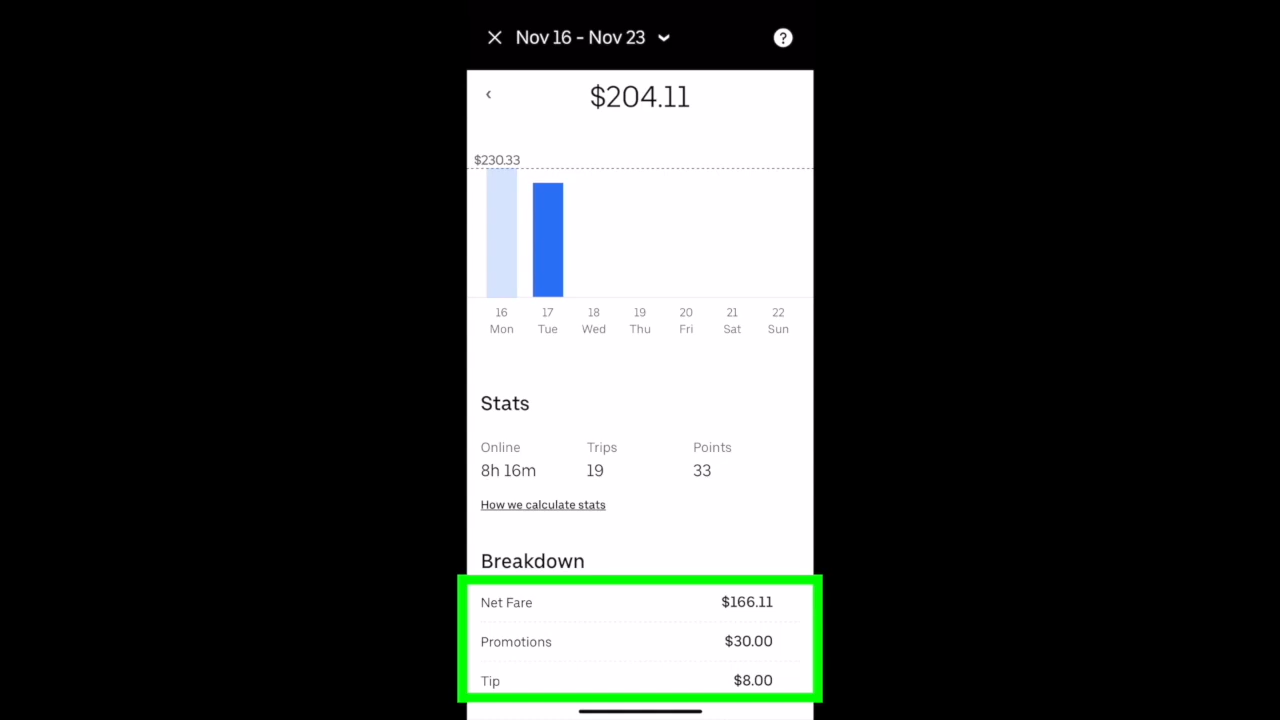 Nov 16 - Nov 23
?
$204.11
$230.33
16 17 18 19 20 21 22
Mon Tue Wed Thu Fri Sat Sun
Stats
Online Trips Points
8h 16m 19 33
How we calculate stats
Breakdown
Net Fare $166.11
Promotions $30.00
Tip $8.00